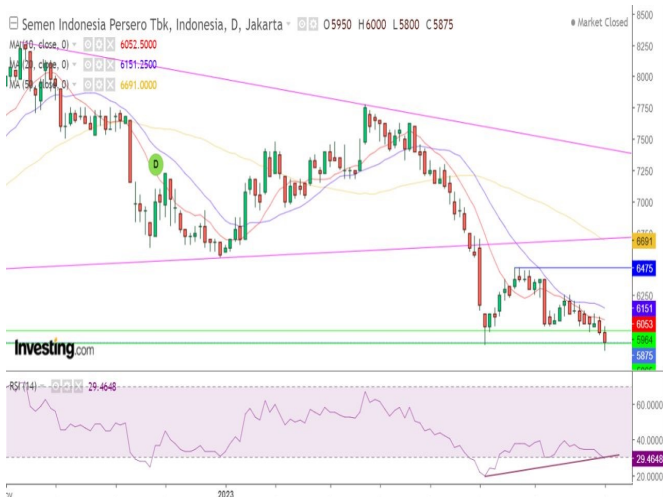 Semen Indonesia Persero Tbk, Indonesia, D, Jakarta O5950 H6000 L5800 C5875
Market Closed
MA (10, close, 0) 6052.5000
MA (20, close, 0) 6151.2500
MA (50, close, 0) 6691.0000
D
8500
8250
8000
7750
7500
7250
7000
6691
6475
6250
6151
6053
5964
5875
Investing.com
RSI (14) 29.4648
60.0000
40.0000
29.4648
20.0000
2023